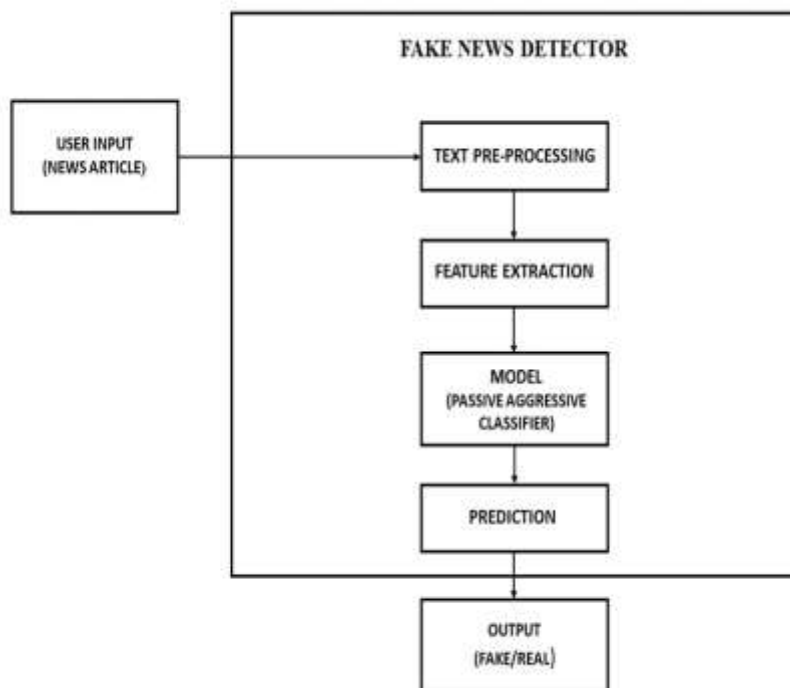 FAKE NEWS DETECTOR
USER INPUT
(NEWS ARTICLE)
TEXT PRE-PROCESSING
FEATURE EXTRACTION
MODEL
(PASSIVE AGGRESSIVE
CLASSIFIER)
PREDICTION
OUTPUT
(FAKE/REAL)